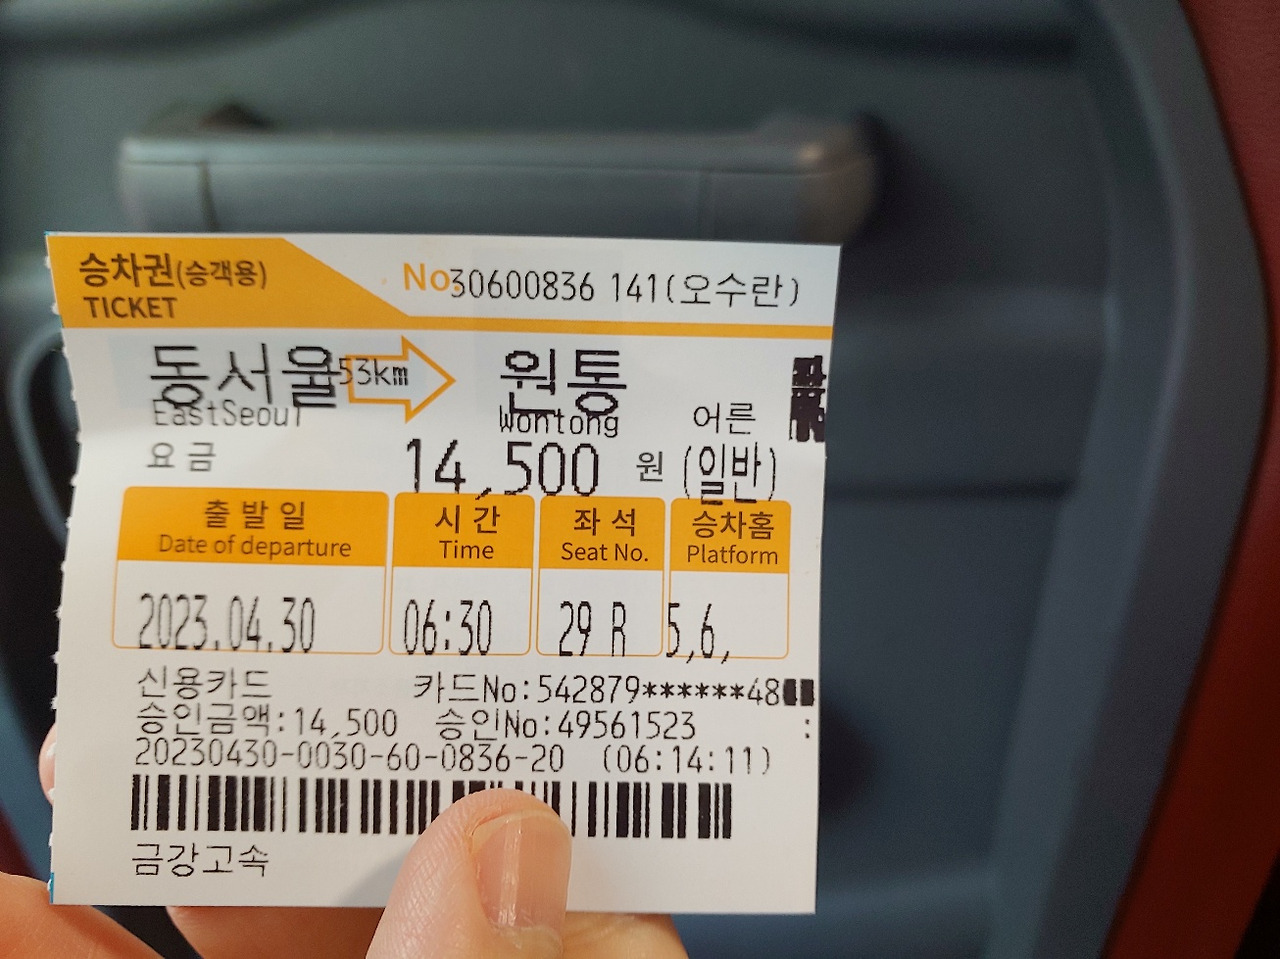 승차권(승객용)
TICKET
No.30600836 141(오수란)
동서울 53km 원통
EastSeoul Wontong 어른
요금 14,500 원 (일반)
출발일 시간 좌석 승차홈
Date of departure Time Seat No. Platform
2023.04.30 06:30 29 R 5,6,
신용카드 카드No:542879******48
승인금액:14,500 승인No:49561523 :
20230430-0030-60-0836-20 (06:14:11)
금강고속